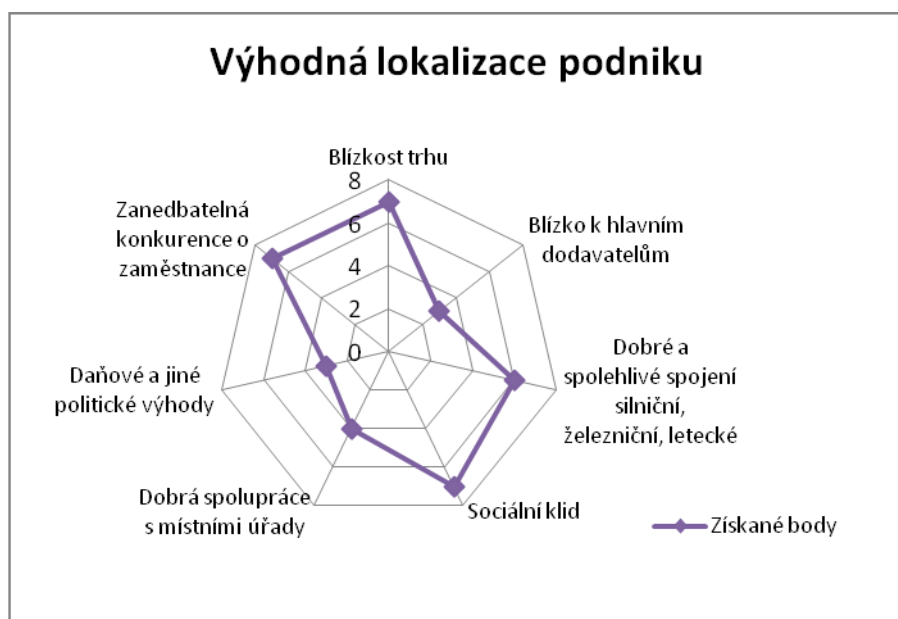 Výhodná lokalizace podniku
Blízkost trhu
8
6
4
2
0
Blízko k hlavním
dodavatelům
Dobré a
spolehlivé spojení
silniční,
železniční, letecké
Sociální klid
Dobrá spolupráce
s místními úřady
Daňové a jiné
politické výhody
Zanedbatelná
konkurence o
zaměstnance
Získané body